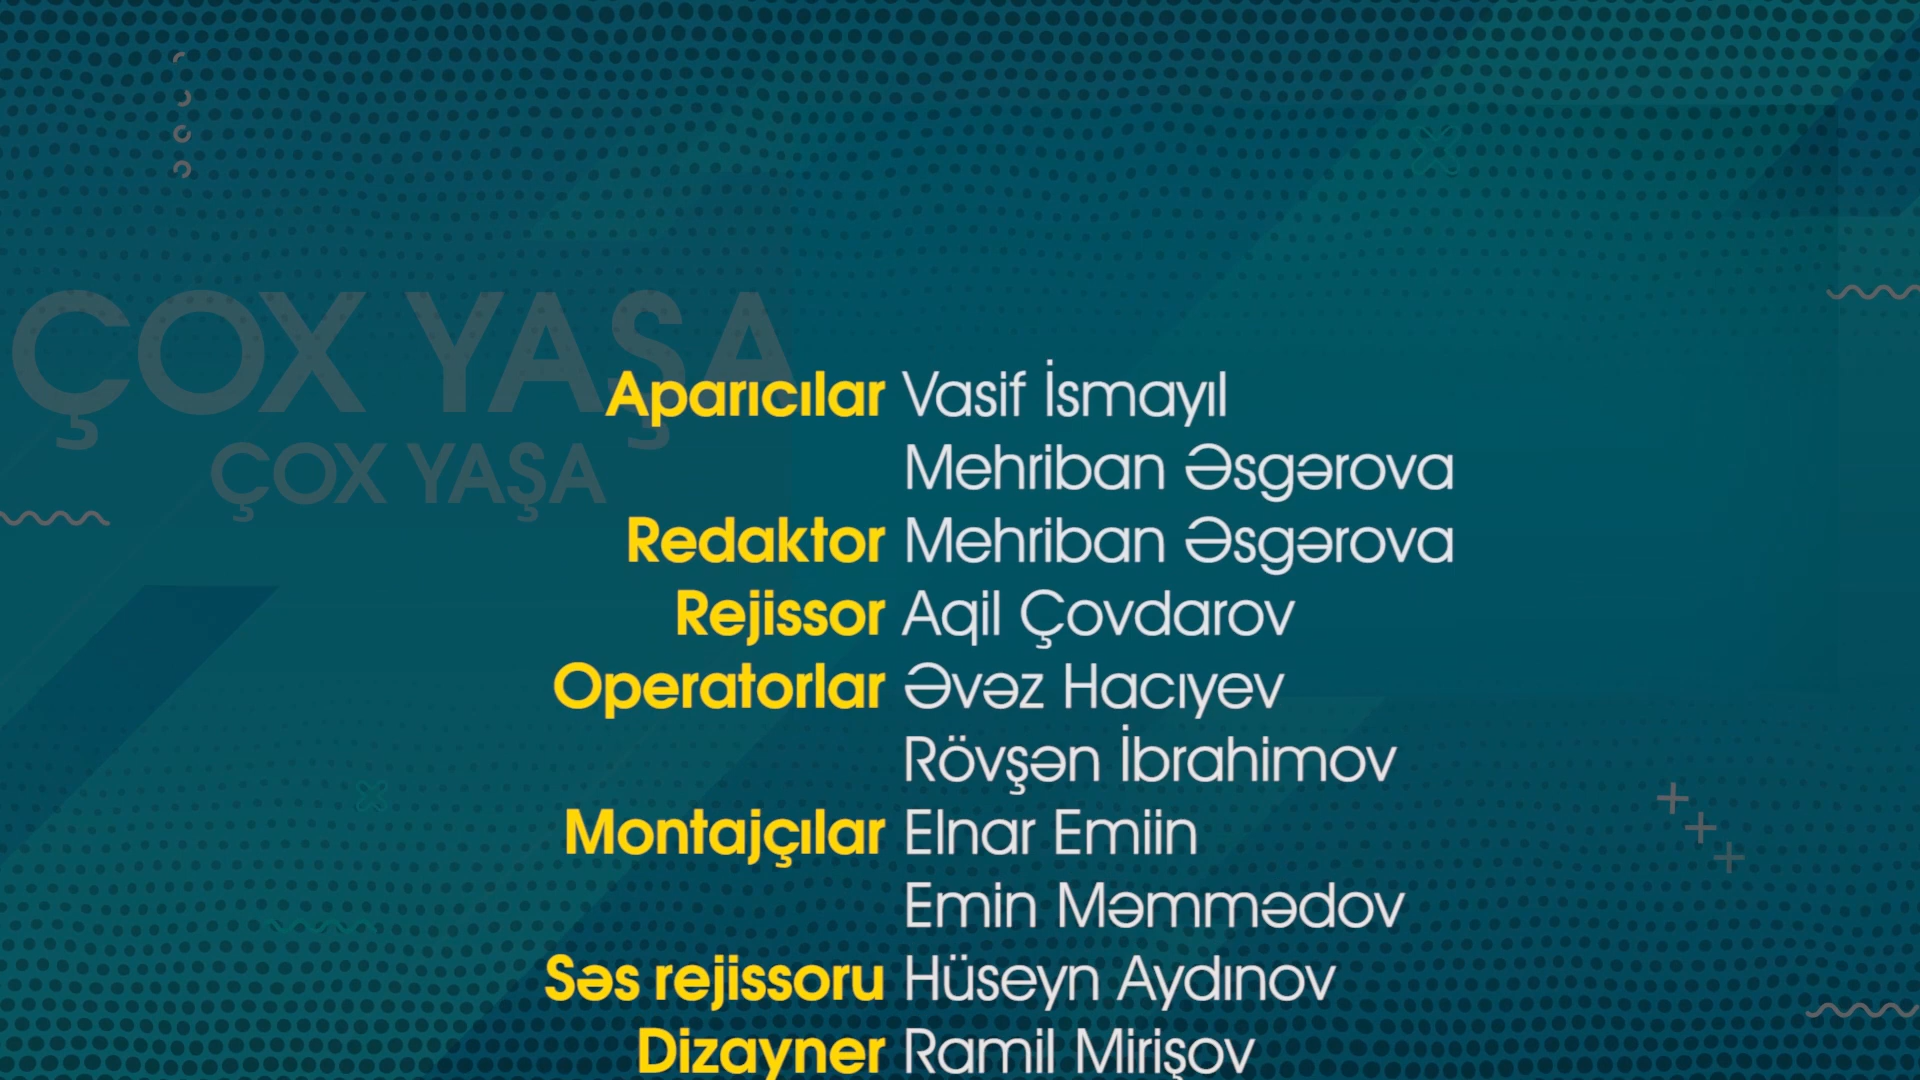 ÇOX YAŞA
ÇOX YAŞA
Aparıcılar Vasif İsmayıl
Mehriban Əsgərova
Redaktor Mehriban Əsgərova
Rejissor Aqil Çovdarov
Operatorlar Əvəz Hacıyev
Rövşən İbrahimov
Montajçılar Elnar Emiin
Emin Məmmədov
Səs rejissoru Hüseyn Aydınov
Dizayner Ramil Mirişov